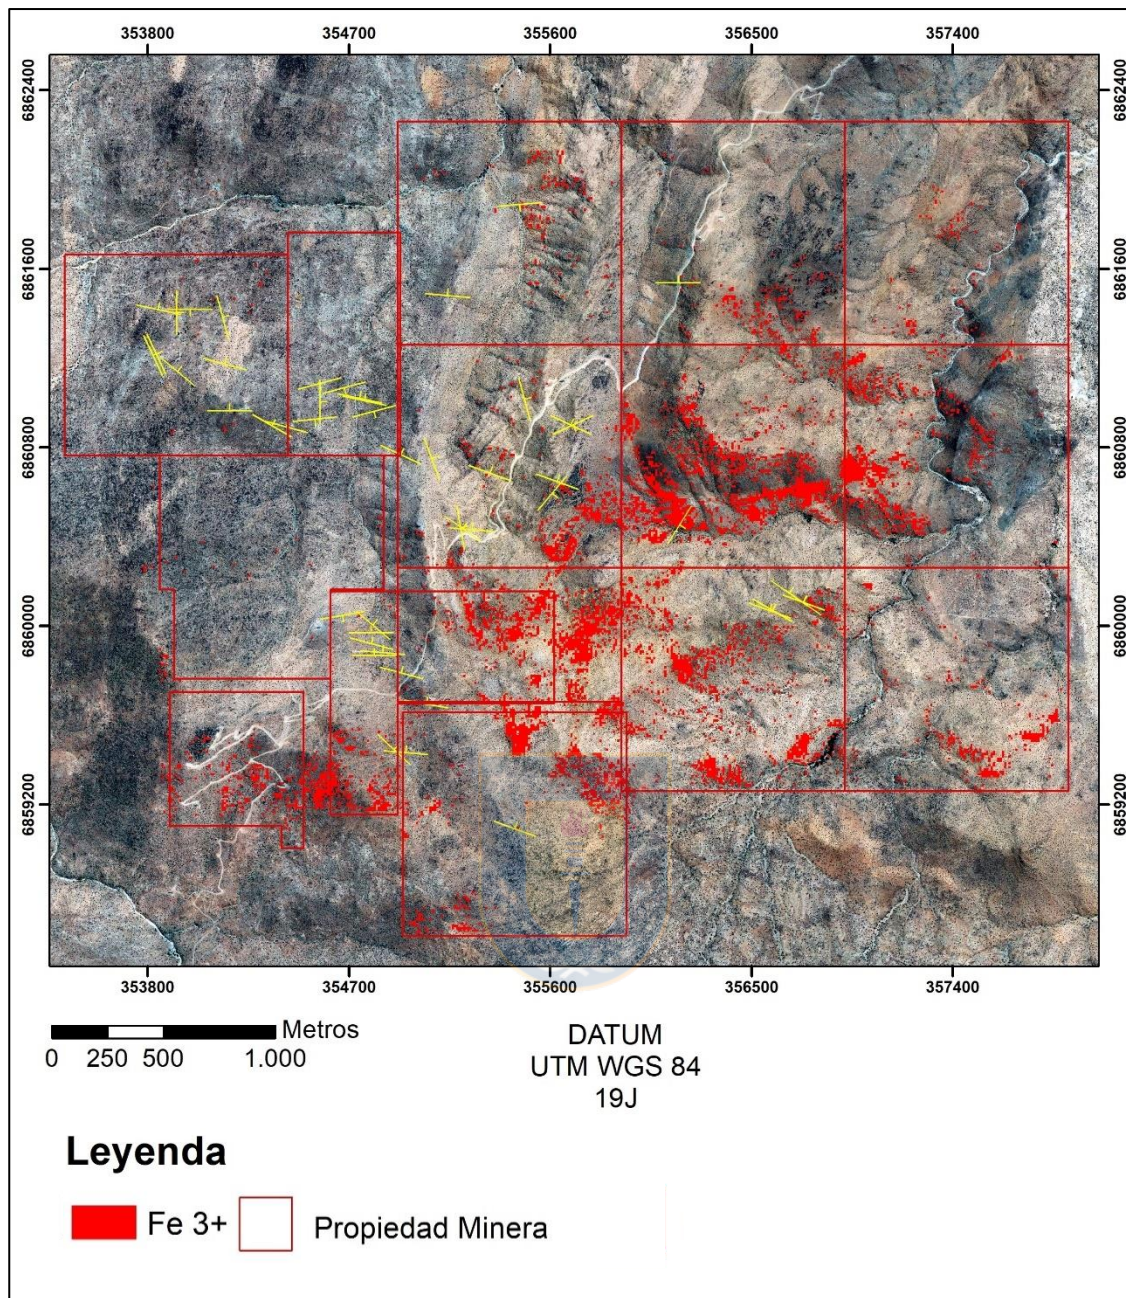 353800 354700 355600 356500 357400
6862400 6862400
6861600 6861600
6860800 6860800
6860000 6860000
6859200 6859200
353800 354700 355600 356500 357400
Metros
0 250 500 1.000
DATUM
UTM WGS 84
19J
Leyenda
Fe 3+ Propiedad Minera